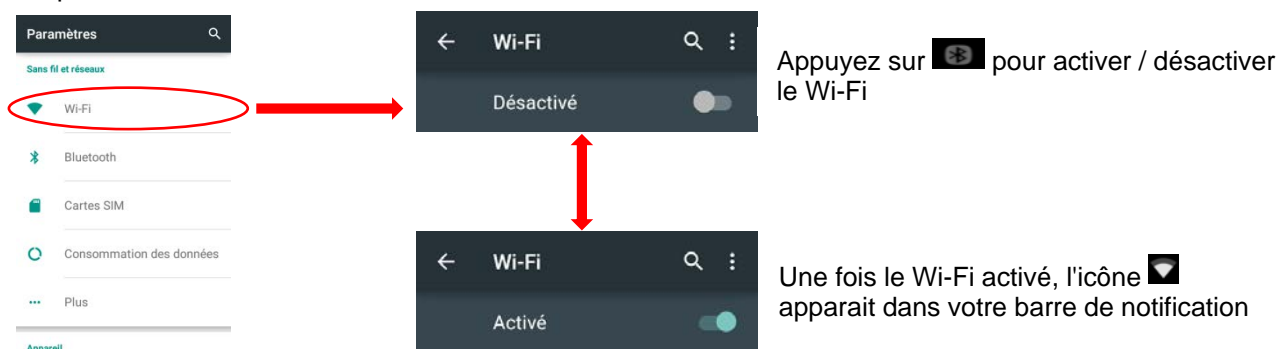 Paramètres
Sans fil et réseaux
Wi-Fi
Bluetooth
Cartes SIM
Consommation des données
Plus
Wi-Fi
Désactivé
Wi-Fi
Activé
Appuyez sur pour activer / désactiver
le Wi-Fi
Une fois le Wi-Fi activé, l'icône
apparait dans votre barre de notification